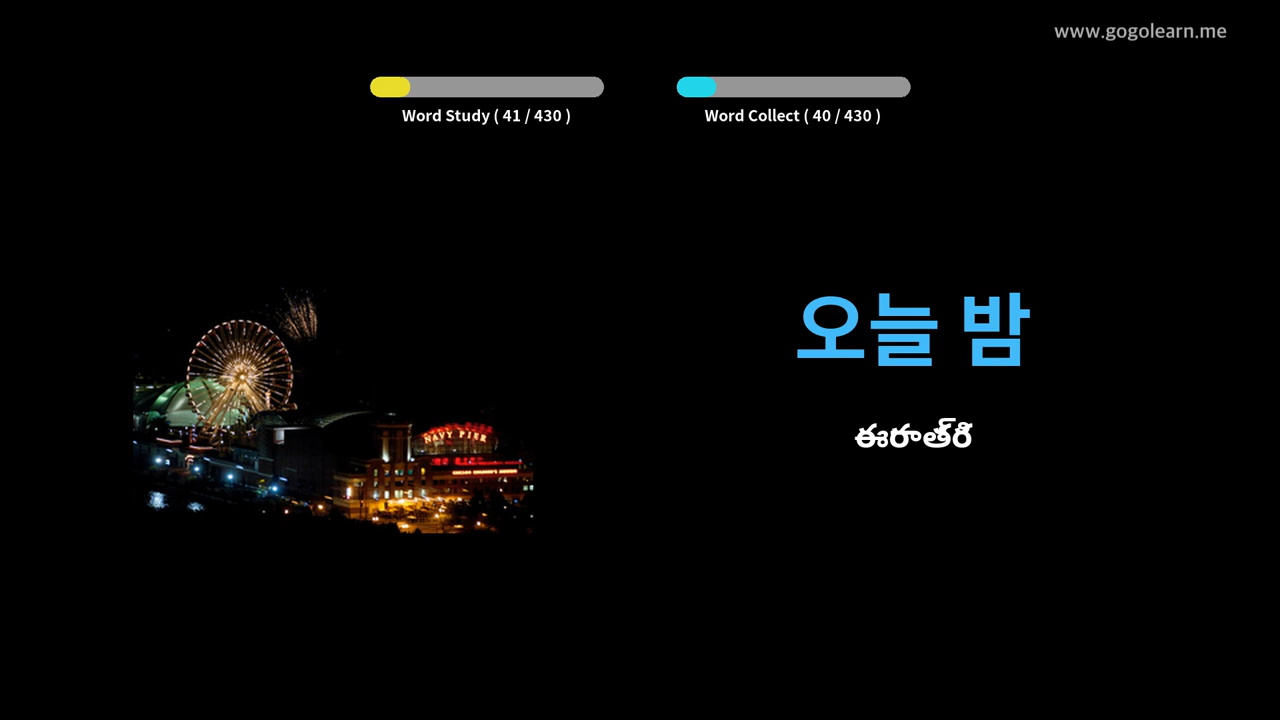 www.gogolearn.me
Word Study ( 41 / 430 )
Word Collect ( 40 / 430 )
오늘 밤
ఈరాత్రి
NAVY PIER